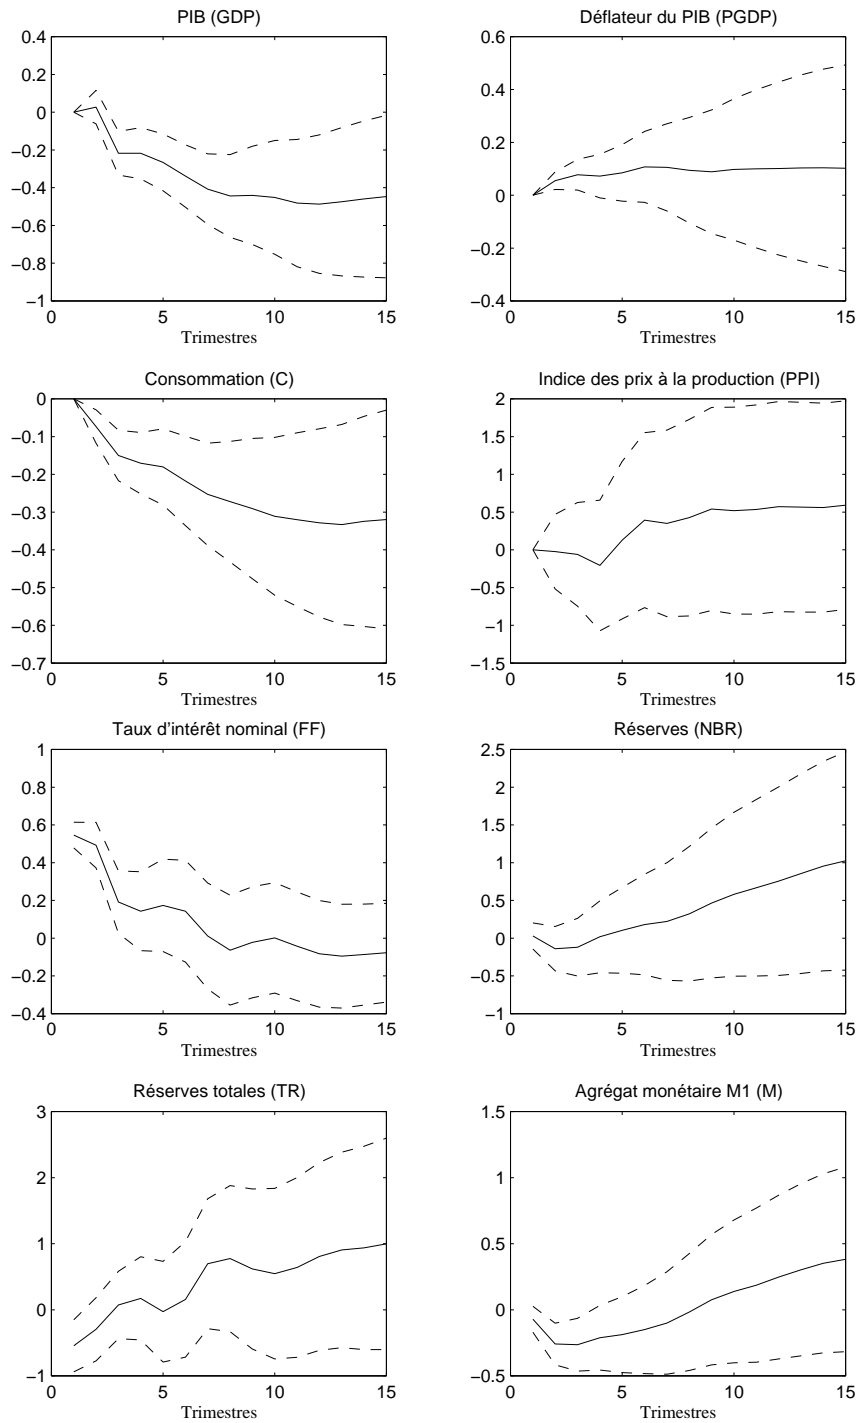 PIB (GDP)
0.4
0.2
0
−0.2
−0.4
−0.6
−0.8
−1
0 5 10 15
Trimestres
Déflateur du PIB (PGDP)
0.6
0.4
0.2
0
−0.2
−0.4
0 5 10 15
Trimestres
Consommation (C)
0
−0.1
−0.2
−0.3
−0.4
−0.5
−0.6
−0.7
0 5 10 15
Trimestres
Indice des prix à la production (PPI)
2
1.5
1
0.5
0
−0.5
−1
−1.5
0 5 10 15
Trimestres
Taux d'intérêt nominal (FF)
1
0.8
0.6
0.4
0.2
0
−0.2
−0.4
0 5 10 15
Trimestres
Réserves (NBR)
2.5
2
1.5
1
0.5
0
−0.5
−1
0 5 10 15
Trimestres
Réserves totales (TR)
3
2
1
0
−1
0 5 10 15
Trimestres
Agrégat monétaire M1 (M)
1.5
1
0.5
0
−0.5
0 5 10 15
Trimestres